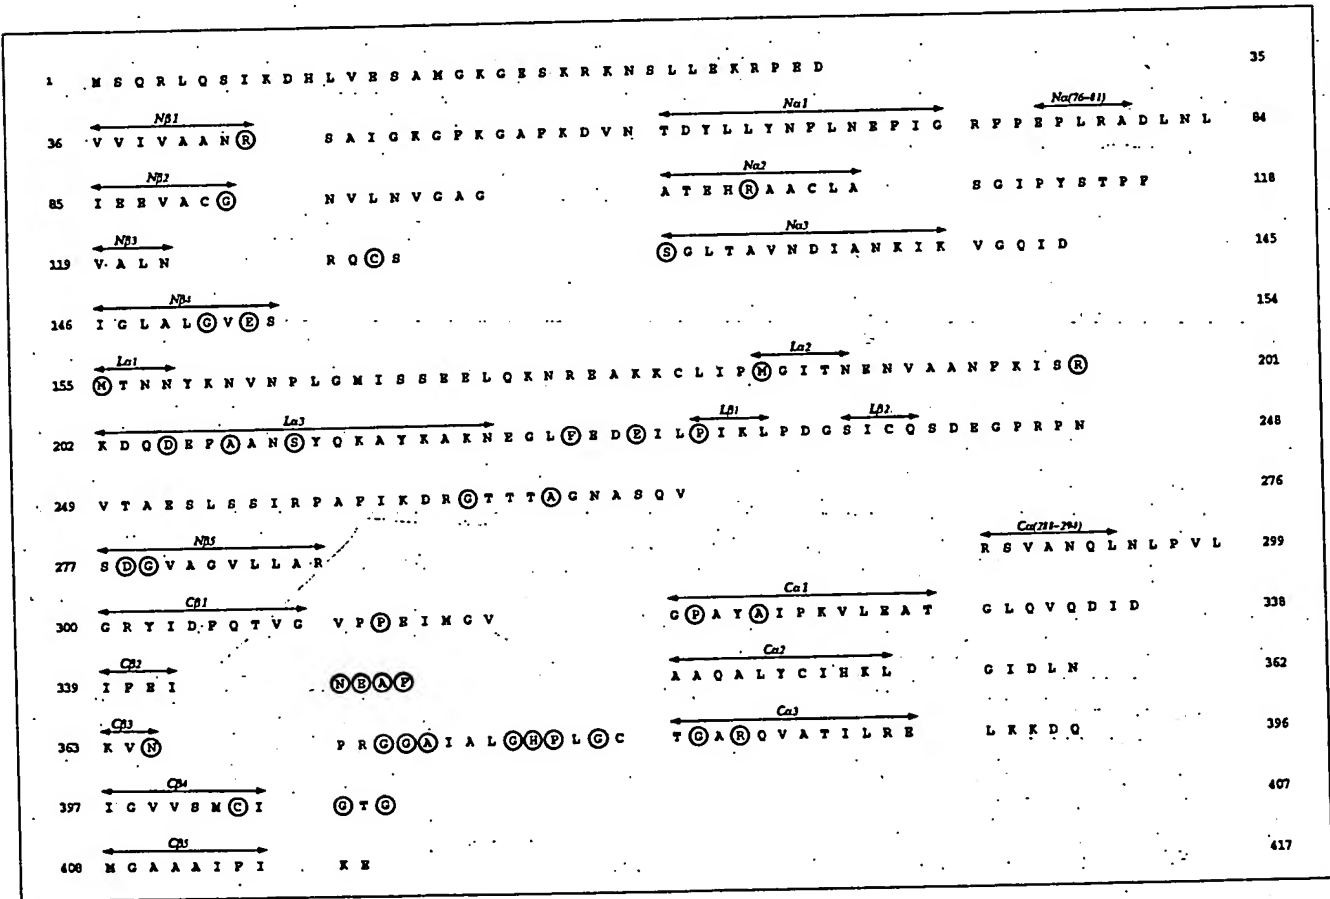 1 M S Q R L Q S I K D H L V E S A M G K G E S K R K N S L L E K R P E D 35
Nβ1 Nα1 Nα(76–81)
36 V V I V A A N R S A I G K G P K G A P K D V N T D Y L L Y N P L N E P I G R P P E P L R A D L N L 84
Nβ2 Nα2
85 I E E V A C G N V L N V G A G A T E H R A A C L A S G I P Y S T P F 118
Nβ3 Nα3
119 V A L N R Q C S S G L T A V N D I A N K I K V G Q I D 145
Nβ4
146 I G L A L G V E S 154
Lα1 Lα2
155 M T N N Y K N V N P L G M I S S E E L Q K N R E A K K C L I P M G I T N E N V A A N P K I S R 201
Lα3 Lβ1 Lβ2
202 K D Q D E F A A N S Y Q K A Y K A K N E G L F E D E I L P I K L P D G S I C Q S D E G P R P N 248
249 V T A E S L S S I R P A P I K D R G T T T A G N A S Q V 276
Nβ5 Cα(288–294)
277 S D G V A G V L L A R R S V A N Q L N L P V L 299
Cβ1 Cα1
300 G R Y I D F Q T V G V P P E I M G V G P A Y A I P K V L E A T G L Q V Q D I D 338
Cβ2 Cα2
339 I F E I N E A F A A Q A L Y C I H K L G I D L N 362
Cβ3 Cα3
363 K V N P R G G A I A L G H P L G C T G A R Q V A T I L R E L K K D Q 396
Cβ4
397 I G V V S M C I G T G 407
Cβ5
408 M G A A A I F I K E 417